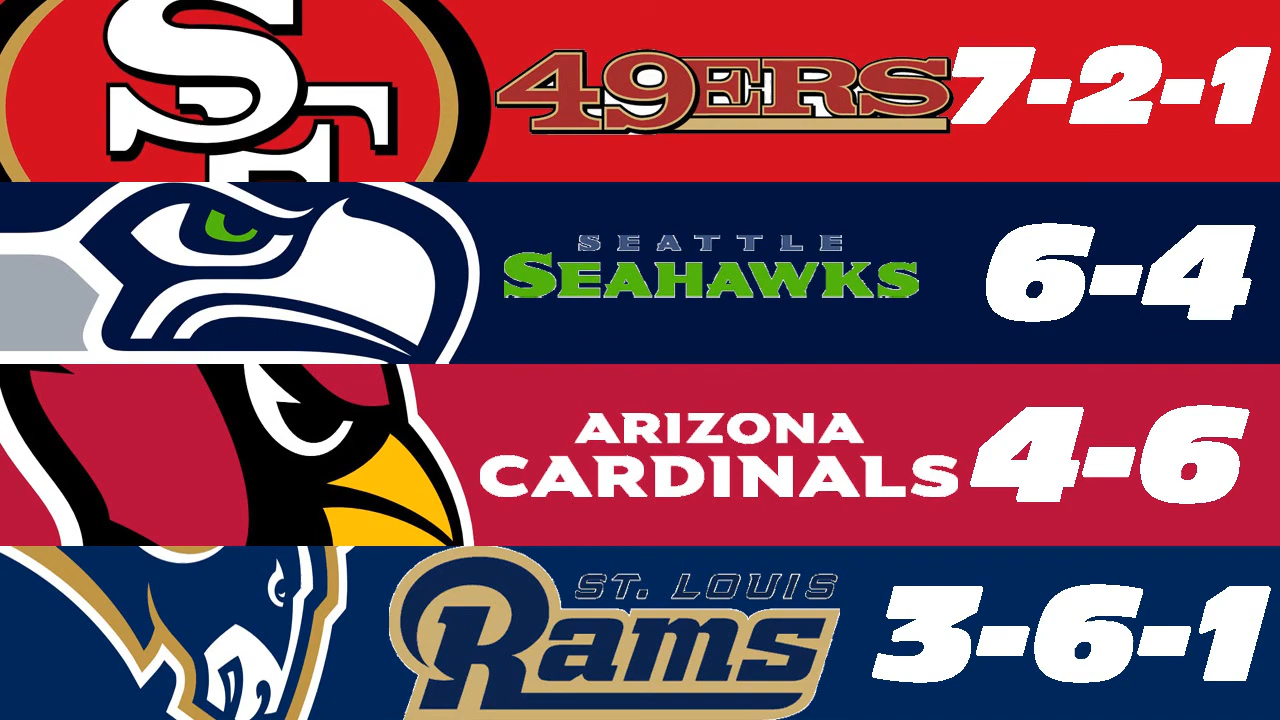 SF
49ERS 7-2-1
SEATTLE
SEAHAWKS 6-4
ARIZONA
CARDINALS 4-6
ST. LOUIS
Rams 3-6-1